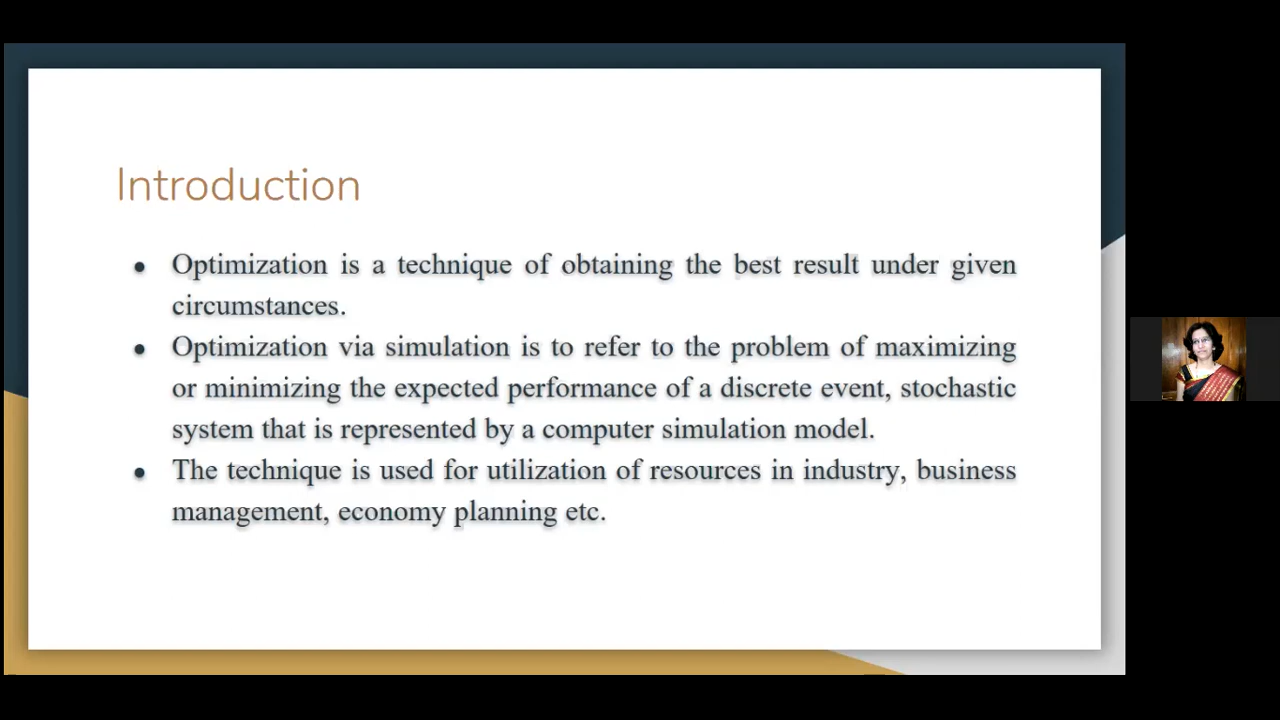 Introduction
● Optimization is a technique of obtaining the best result under given
circumstances.
● Optimization via simulation is to refer to the problem of maximizing
or minimizing the expected performance of a discrete event, stochastic
system that is represented by a computer simulation model.
● The technique is used for utilization of resources in industry, business
management, economy planning etc.